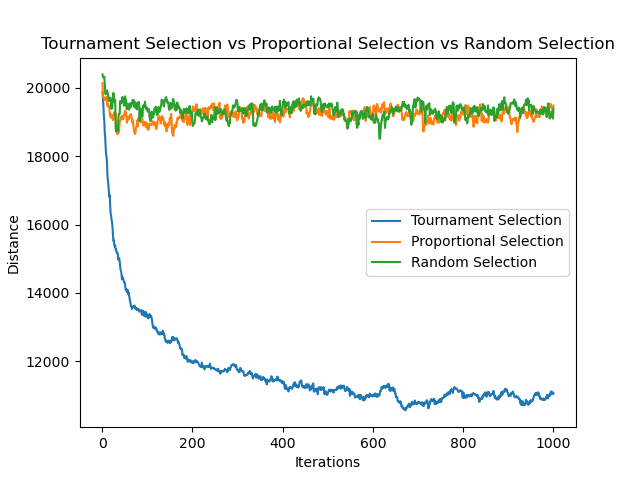 Tournament Selection vs Proportional Selection vs Random Selection
20000
18000
16000
14000
12000
Distance
Tournament Selection
Proportional Selection
Random Selection
0 200 400 600 800 1000
Iterations